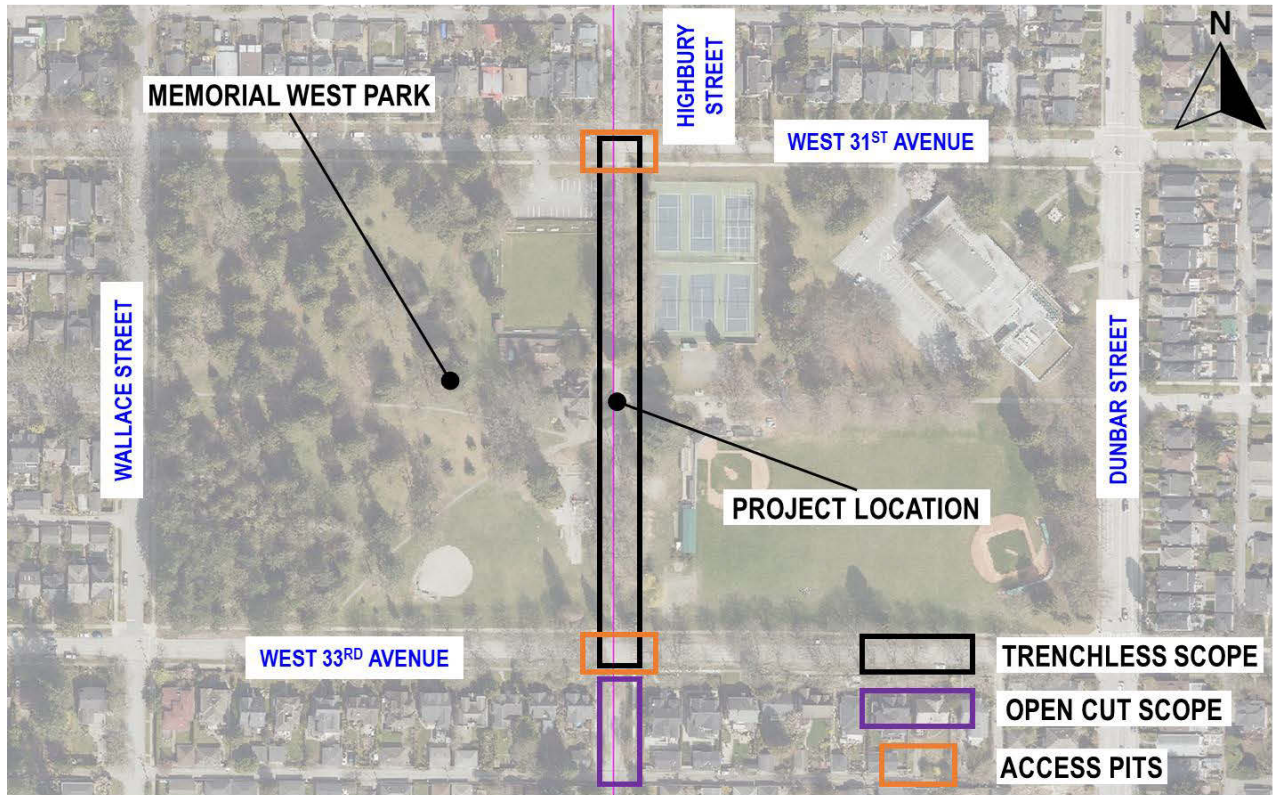 N
HIGHBURY
STREET
MEMORIAL WEST PARK
WEST 31ST AVENUE
WALLACE STREET
DUNBAR STREET
PROJECT LOCATION
WEST 33RD AVENUE
TRENCHLESS SCOPE
OPEN CUT SCOPE
ACCESS PITS